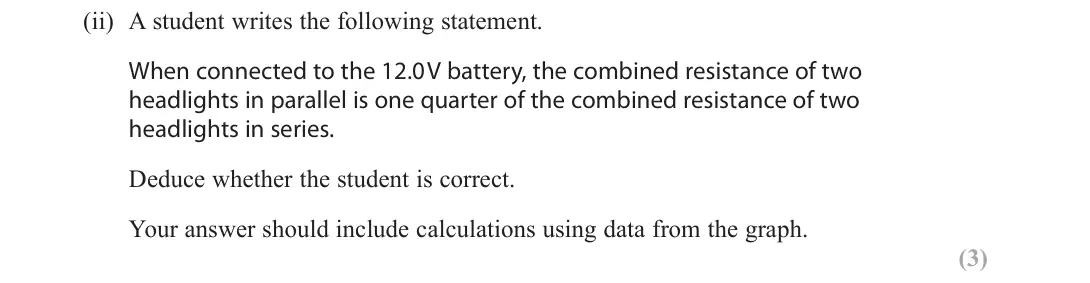 (ii) A student writes the following statement.
When connected to the 12.0V battery, the combined resistance of two
headlights in parallel is one quarter of the combined resistance of two
headlights in series.
Deduce whether the student is correct.
Your answer should include calculations using data from the graph.
(3)